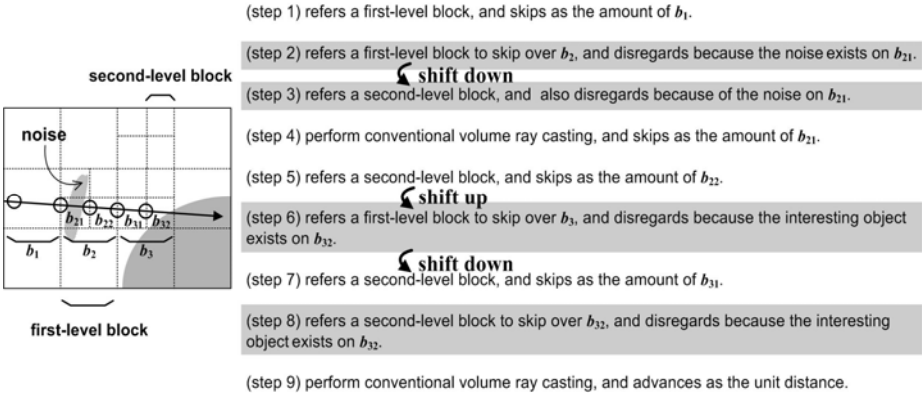 (step 1) refers a first-level block, and skips as the amount of b1.
(step 2) refers a first-level block to skip over b2, and disregards because the noise exists on b21.
shift down
(step 3) refers a second-level block, and also disregards because of the noise on b21.
(step 4) perform conventional volume ray casting, and skips as the amount of b21.
(step 5) refers a second-level block, and skips as the amount of b22.
shift up
(step 6) refers a first-level block to skip over b3, and disregards because the interesting object
exists on b32.
shift down
(step 7) refers a second-level block, and skips as the amount of b31.
(step 8) refers a second-level block to skip over b32, and disregards because the interesting
object exists on b32.
(step 9) perform conventional volume ray casting, and advances as the unit distance.
second-level block
noise
b21 b22 b31 b32
b1 b2 b3
first-level block